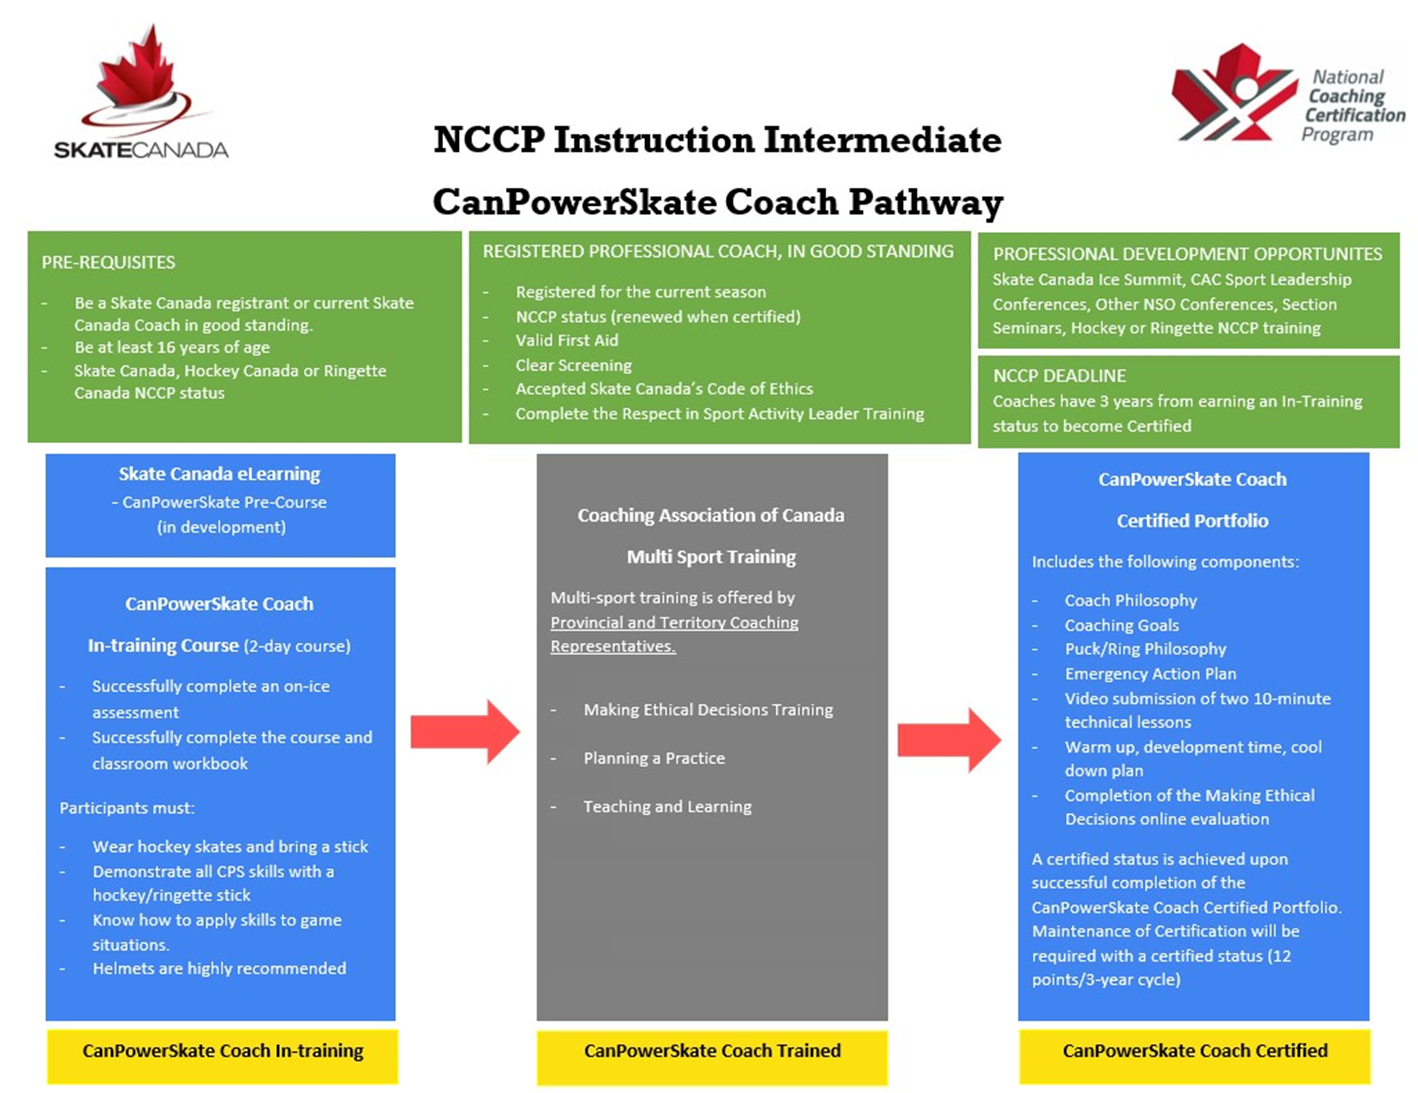 SKATECANADA
National
Coaching
Certification
Program
NCCP Instruction Intermediate
CanPowerSkate Coach Pathway
PRE-REQUISITES
- Be a Skate Canada registrant or current Skate
Canada Coach in good standing.
- Be at least 16 years of age
- Skate Canada, Hockey Canada or Ringette
Canada NCCP status
REGISTERED PROFESSIONAL COACH, IN GOOD STANDING
- Registered for the current season
- NCCP status (renewed when certified)
- Valid First Aid
- Clear Screening
- Accepted Skate Canada's Code of Ethics
- Complete the Respect in Sport Activity Leader Training
PROFESSIONAL DEVELOPMENT OPPORTUNITES
Skate Canada Ice Summit, CAC Sport Leadership
Conferences, Other NSO Conferences, Section
Seminars, Hockey or Ringette NCCP training
NCCP DEADLINE
Coaches have 3 years from earning an In-Training
status to become Certified
Skate Canada eLearning
- CanPowerSkate Pre-Course
(in development)
CanPowerSkate Coach
In-training Course (2-day course)
- Successfully complete an on-ice
assessment
- Successfully complete the course and
classroom workbook
Participants must:
- Wear hockey skates and bring a stick
- Demonstrate all CPS skills with a
hockey/ringette stick
- Know how to apply skills to game
situations.
- Helmets are highly recommended
CanPowerSkate Coach In-training
Coaching Association of Canada
Multi Sport Training
Multi-sport training is offered by
Provincial and Territory Coaching
Representatives.
- Making Ethical Decisions Training
- Planning a Practice
- Teaching and Learning
CanPowerSkate Coach Trained
CanPowerSkate Coach
Certified Portfolio
Includes the following components:
- Coach Philosophy
- Coaching Goals
- Puck/Ring Philosophy
- Emergency Action Plan
- Video submission of two 10-minute
technical lessons
- Warm up, development time, cool
down plan
- Completion of the Making Ethical
Decisions online evaluation
A certified status is achieved upon
successful completion of the
CanPowerSkate Coach Certified Portfolio.
Maintenance of Certification will be
required with a certified status (12
points/3-year cycle)
CanPowerSkate Coach Certified